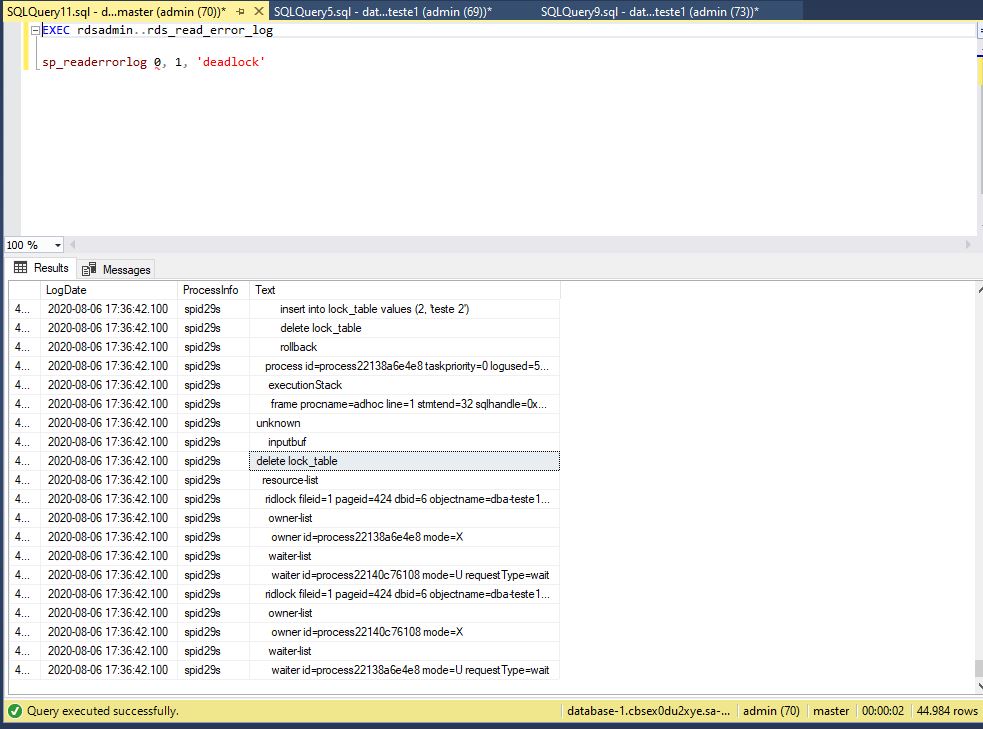 SQLQuery11.sql - d...master (admin (70))* SQLQuery5.sql - dat...teste1 (admin (69))* SQLQuery9.sql - dat...teste1 (admin (73))*
EXEC rdsadmin..rds_read_error_log
sp_readerrorlog 0, 1, 'deadlock'
100 %
Results Messages
LogDate ProcessInfo Text
4... 2020-08-06 17:36:42.100 spid29s insert into lock_table values (2, 'teste 2')
4... 2020-08-06 17:36:42.100 spid29s delete lock_table
4... 2020-08-06 17:36:42.100 spid29s rollback
4... 2020-08-06 17:36:42.100 spid29s process id=process22138a6e4e8 taskpriority=0 logused=5...
4... 2020-08-06 17:36:42.100 spid29s executionStack
4... 2020-08-06 17:36:42.100 spid29s frame procname=adhoc line=1 stmtend=32 sqlhandle=0x...
4... 2020-08-06 17:36:42.100 spid29s unknown
4... 2020-08-06 17:36:42.100 spid29s inputbuf
4... 2020-08-06 17:36:42.100 spid29s delete lock_table
4... 2020-08-06 17:36:42.100 spid29s resource-list
4... 2020-08-06 17:36:42.100 spid29s ridlock fileid=1 pageid=424 dbid=6 objectname=dba-teste1...
4... 2020-08-06 17:36:42.100 spid29s owner-list
4... 2020-08-06 17:36:42.100 spid29s owner id=process22138a6e4e8 mode=X
4... 2020-08-06 17:36:42.100 spid29s waiter-list
4... 2020-08-06 17:36:42.100 spid29s waiter id=process22140c76108 mode=U requestType=wait
4... 2020-08-06 17:36:42.100 spid29s ridlock fileid=1 pageid=424 dbid=6 objectname=dba-teste1...
4... 2020-08-06 17:36:42.100 spid29s owner-list
4... 2020-08-06 17:36:42.100 spid29s owner id=process22140c76108 mode=X
4... 2020-08-06 17:36:42.100 spid29s waiter-list
4... 2020-08-06 17:36:42.100 spid29s waiter id=process22138a6e4e8 mode=U requestType=wait
Query executed successfully. database-1.cbsex0du2xye.sa-... admin (70) master 00:00:02 44.984 rows